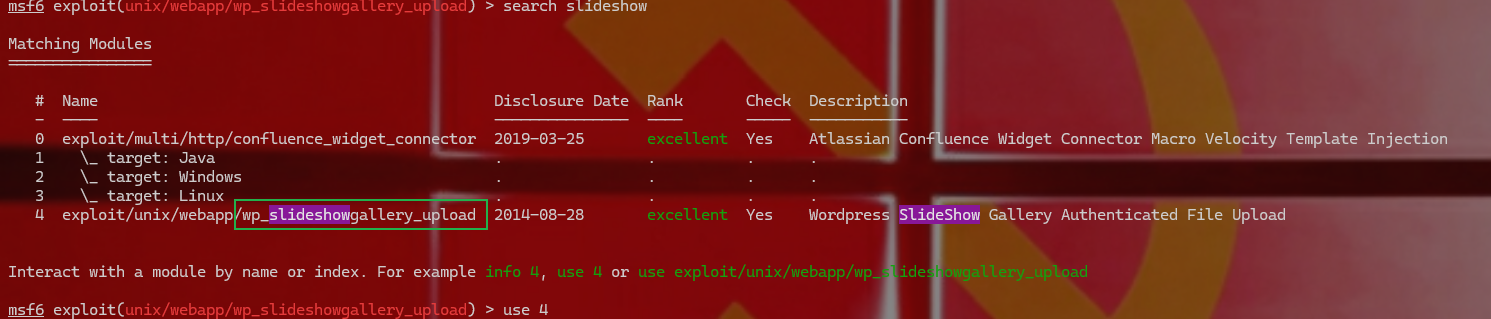 msf6 exploit(unix/webapp/wp_slideshowgallery_upload) > search slideshow
Matching Modules
================
#  Name                                         Disclosure Date  Rank       Check  Description
-  ----                                         ---------------  ----       -----  -----------
0  exploit/multi/http/confluence_widget_connector  2019-03-25       excellent  Yes    Atlassian Confluence Widget Connector Macro Velocity Template Injection
1    \_ target: Java                            .                .          .      .
2    \_ target: Windows                         .                .          .      .
3    \_ target: Linux                           .                .          .      .
4  exploit/unix/webapp/wp_slideshowgallery_upload  2014-08-28       excellent  Yes    Wordpress SlideShow Gallery Authenticated File Upload
Interact with a module by name or index. For example info 4, use 4 or use exploit/unix/webapp/wp_slideshowgallery_upload
msf6 exploit(unix/webapp/wp_slideshowgallery_upload) > use 4